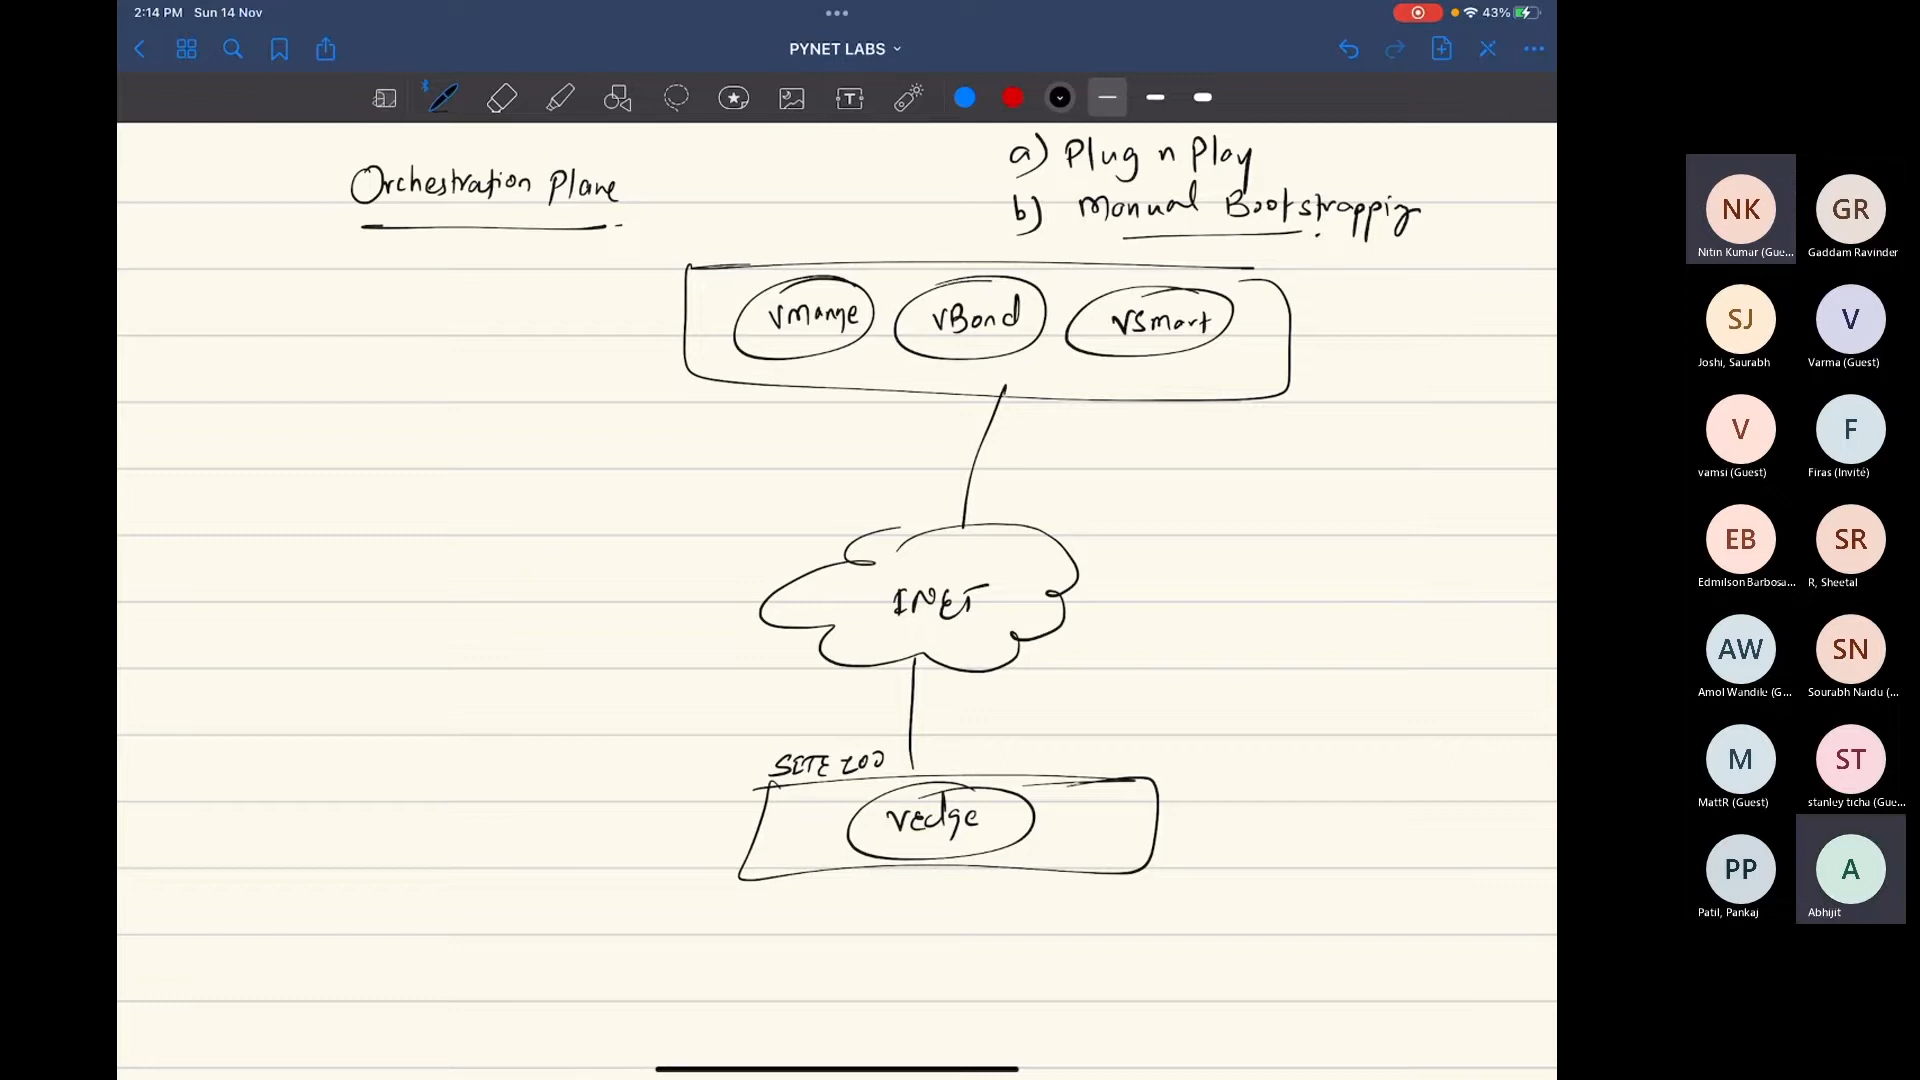 2:14 PM Sun 14 Nov
43%
PYNET LABS
Orchestration Plane
a) Plug n Play
b) Manual Bootstrapping
vManage
vBond
vSmart
INET
SITE 200
vEdge
NK
Nitin Kumar (Gue...
GR
Gaddam Ravinder
SJ
Joshi, Saurabh
V
Varma (Guest)
V
vamsi (Guest)
F
Firas (Invité)
EB
Edmilson Barbosa...
SR
R, Sheetal
AW
Amol Wandile (G...
SN
Sourabh Naidu (...
M
MattR (Guest)
ST
stanley ticha (Gue...
PP
Patil, Pankaj
A
Abhijit